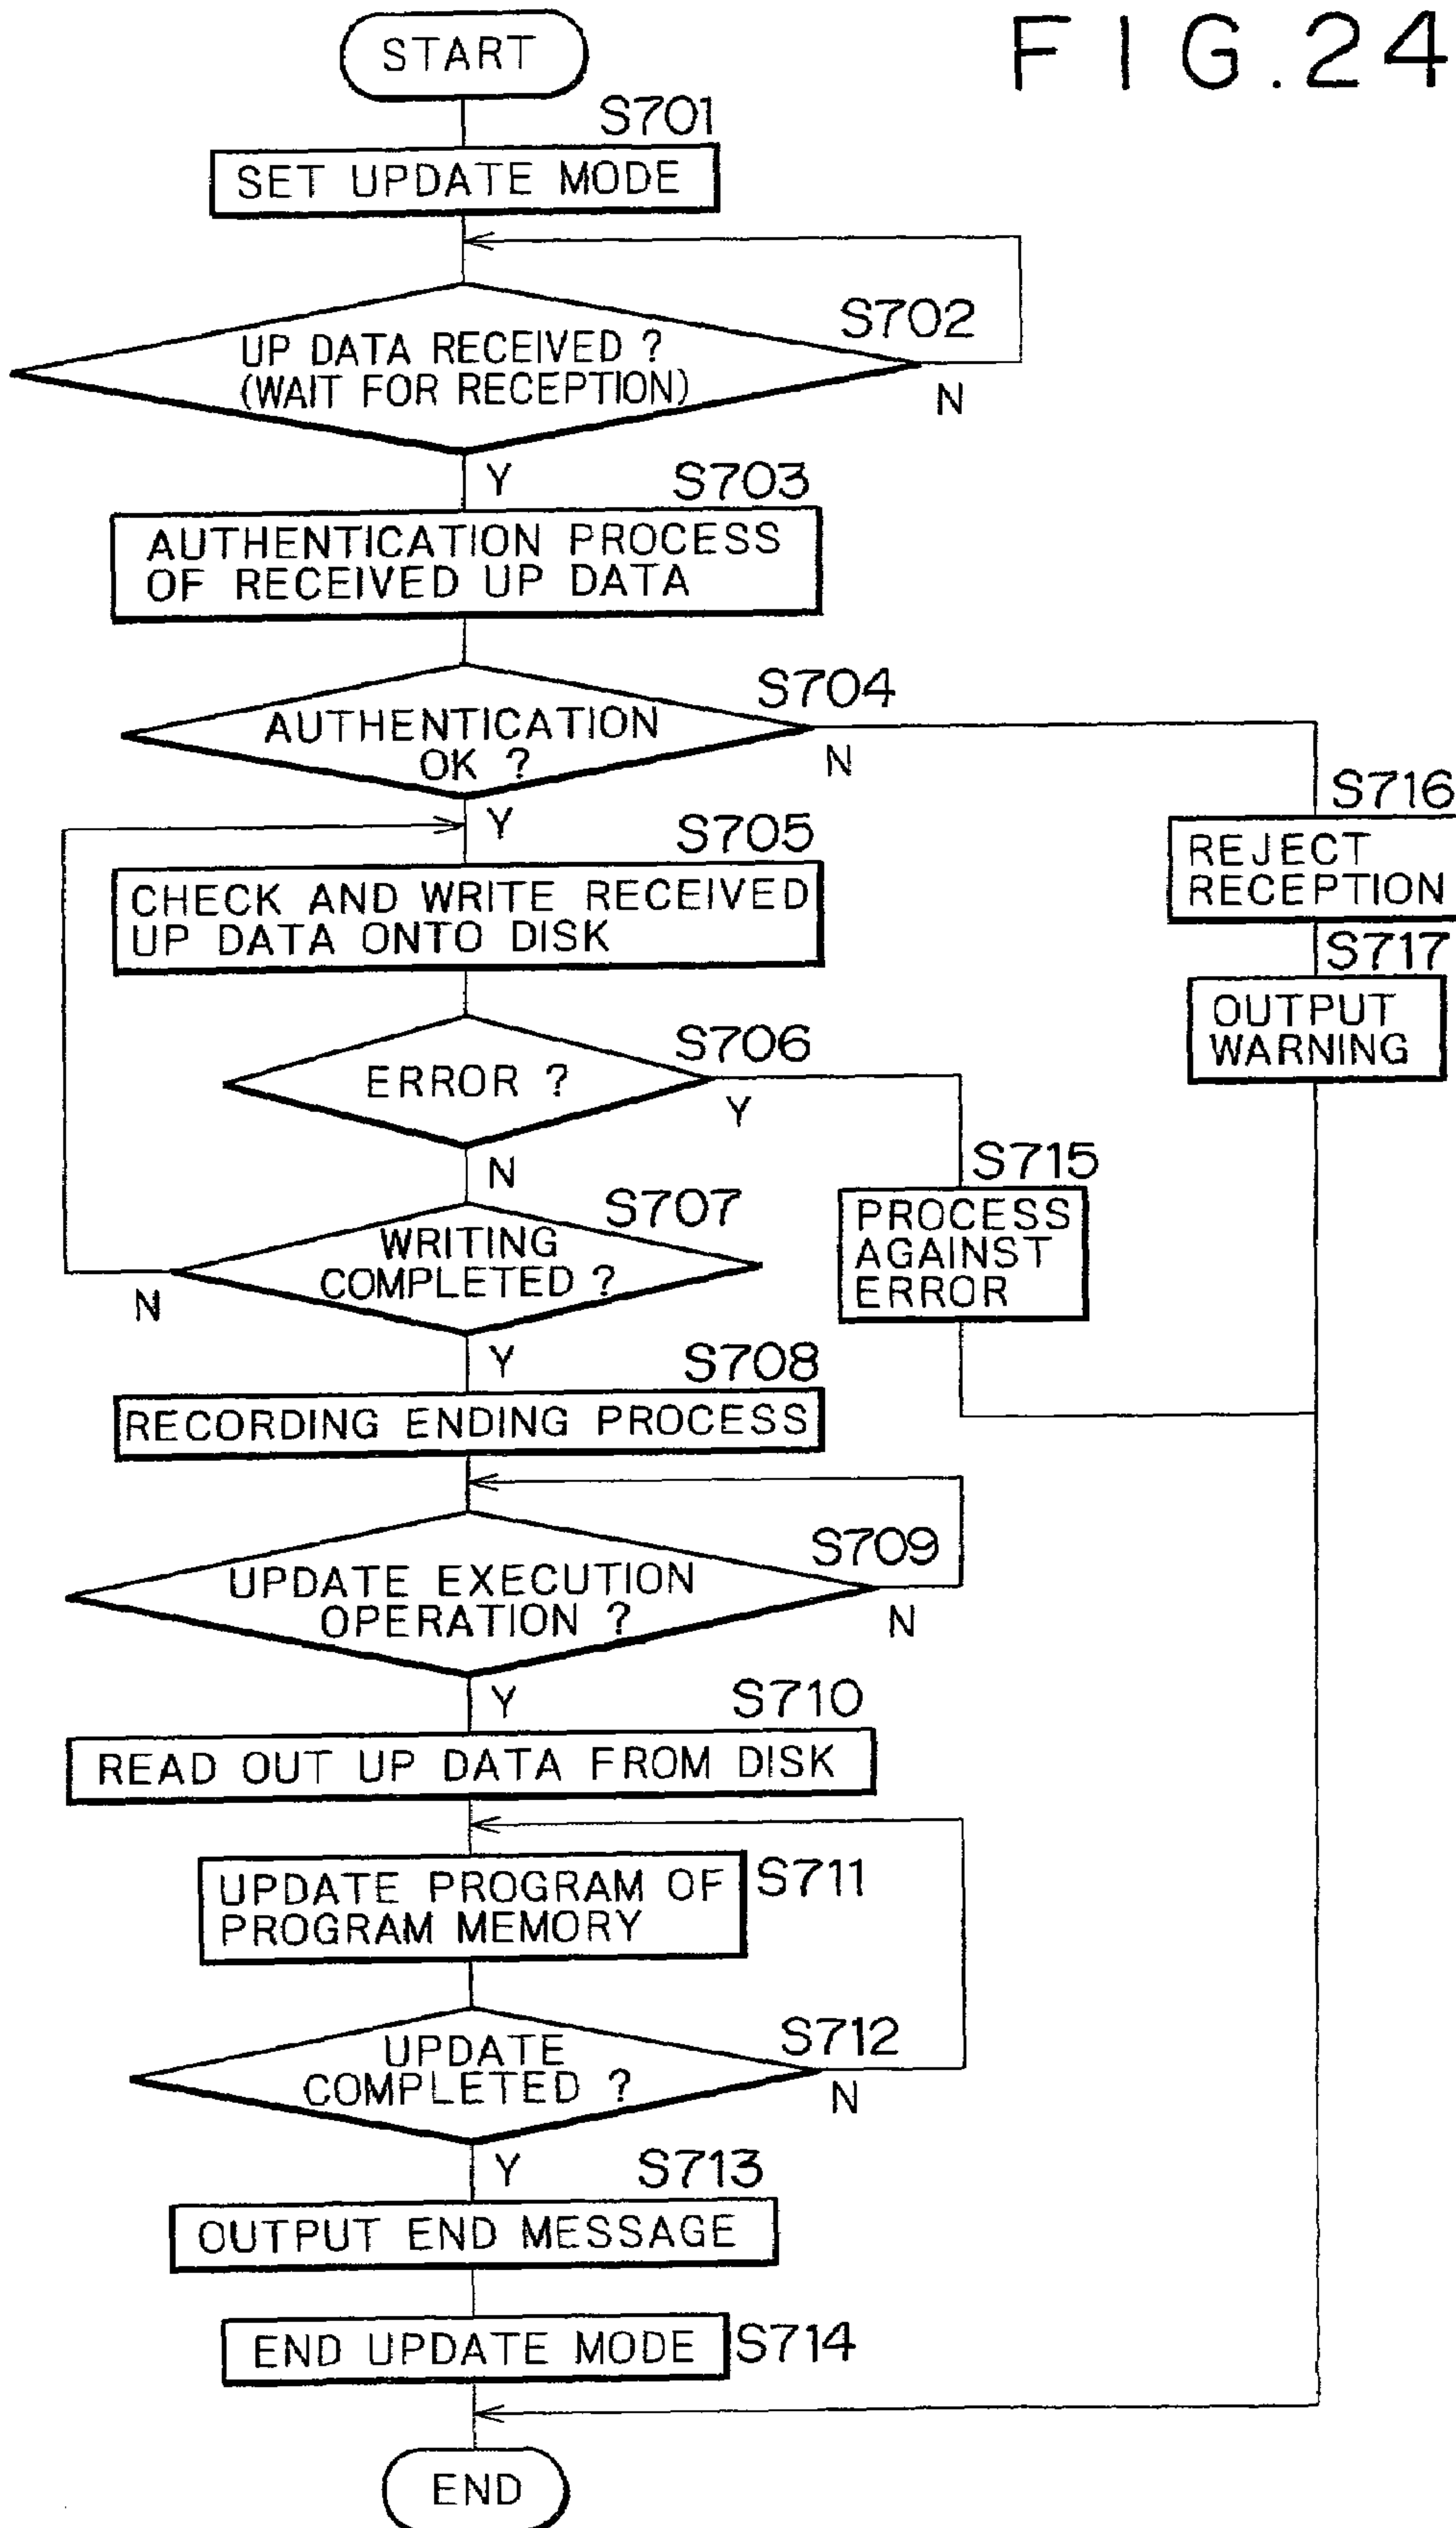 FIG.24
START
S701
SET UPDATE MODE
S702
UP DATA RECEIVED ?
(WAIT FOR RECEPTION)
N
Y
S703
AUTHENTICATION PROCESS
OF RECEIVED UP DATA
S704
AUTHENTICATION
OK ?
N
Y
S716
REJECT
RECEPTION
S705
CHECK AND WRITE RECEIVED
UP DATA ONTO DISK
S717
OUTPUT
WARNING
S706
ERROR ?
Y
N
S715
PROCESS
AGAINST
ERROR
S707
WRITING
COMPLETED ?
N
Y
S708
RECORDING ENDING PROCESS
S709
UPDATE EXECUTION
OPERATION ?
N
Y
S710
READ OUT UP DATA FROM DISK
S711
UPDATE PROGRAM OF
PROGRAM MEMORY
S712
UPDATE
COMPLETED ?
N
Y
S713
OUTPUT END MESSAGE
END UPDATE MODE
S714
END